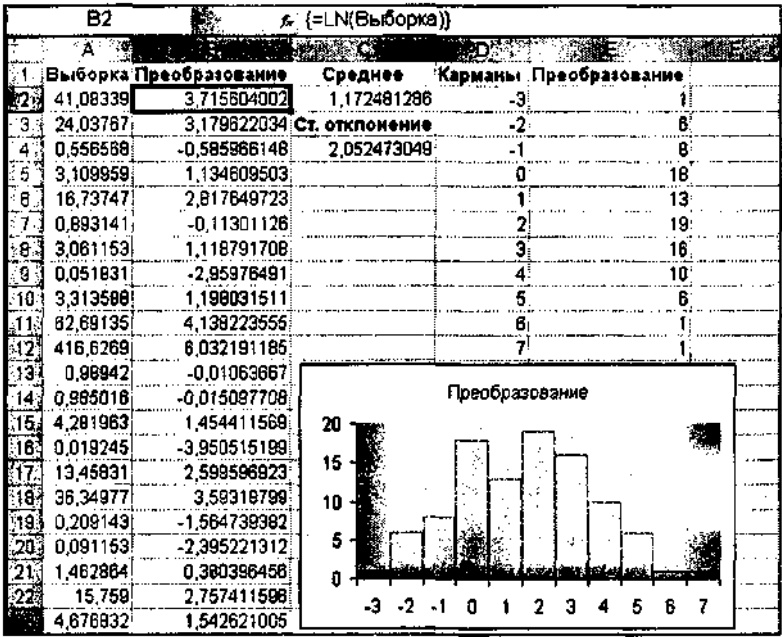 B2 fx {=LN(Выборка)}
A B C D E F
1 Выборка Преобразование Среднее Карманы Преобразование
2 41,08339 3,715604002 1,172481286 -3 1
3 24,03767 3,179622034 Ст. отклонение -2 6
4 0,556568 -0,585966148 2,052473049 -1 8
5 3,109959 1,134609503 0 18
6 16,73747 2,817649723 1 13
7 0,893141 -0,11301126 2 19
8 3,061153 1,118791708 3 16
9 0,051831 -2,95976491 4 10
10 3,313598 1,198031511 5 6
11 62,69135 4,138223555 6 1
12 416,6269 6,032191185 7 1
13 0,98942 -0,01063667
14 0,985016 -0,015097708
15 4,281963 1,454411569
16 0,019245 -3,950515199
17 13,45831 2,599596923
18 36,34977 3,59318799
19 0,209143 -1,564739382
20 0,091153 -2,395221312
21 1,462864 0,380396456
22 15,759 2,757411598
4,676832 1,542621005
Преобразование
20
15
10
5
0
-3 -2 -1 0 1 2 3 4 5 6 7